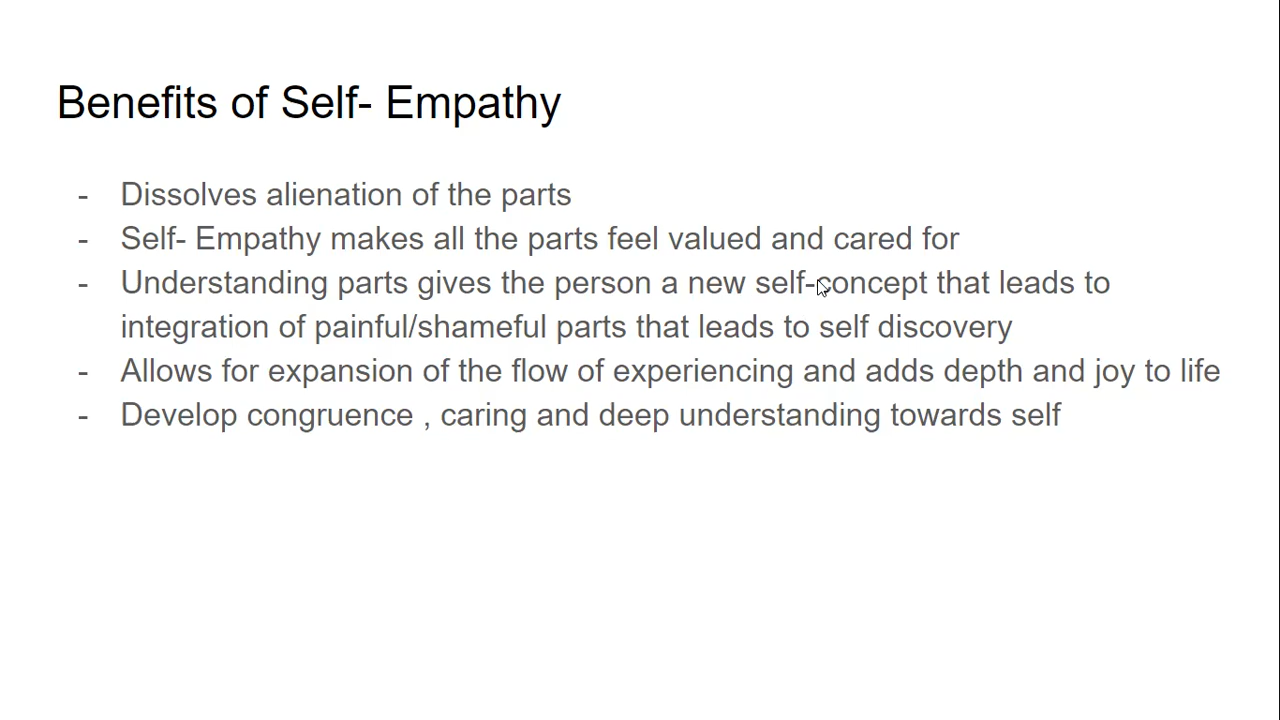 Benefits of Self- Empathy
- Dissolves alienation of the parts
- Self- Empathy makes all the parts feel valued and cared for
- Understanding parts gives the person a new self-concept that leads to
integration of painful/shameful parts that leads to self discovery
- Allows for expansion of the flow of experiencing and adds depth and joy to life
- Develop congruence , caring and deep understanding towards self